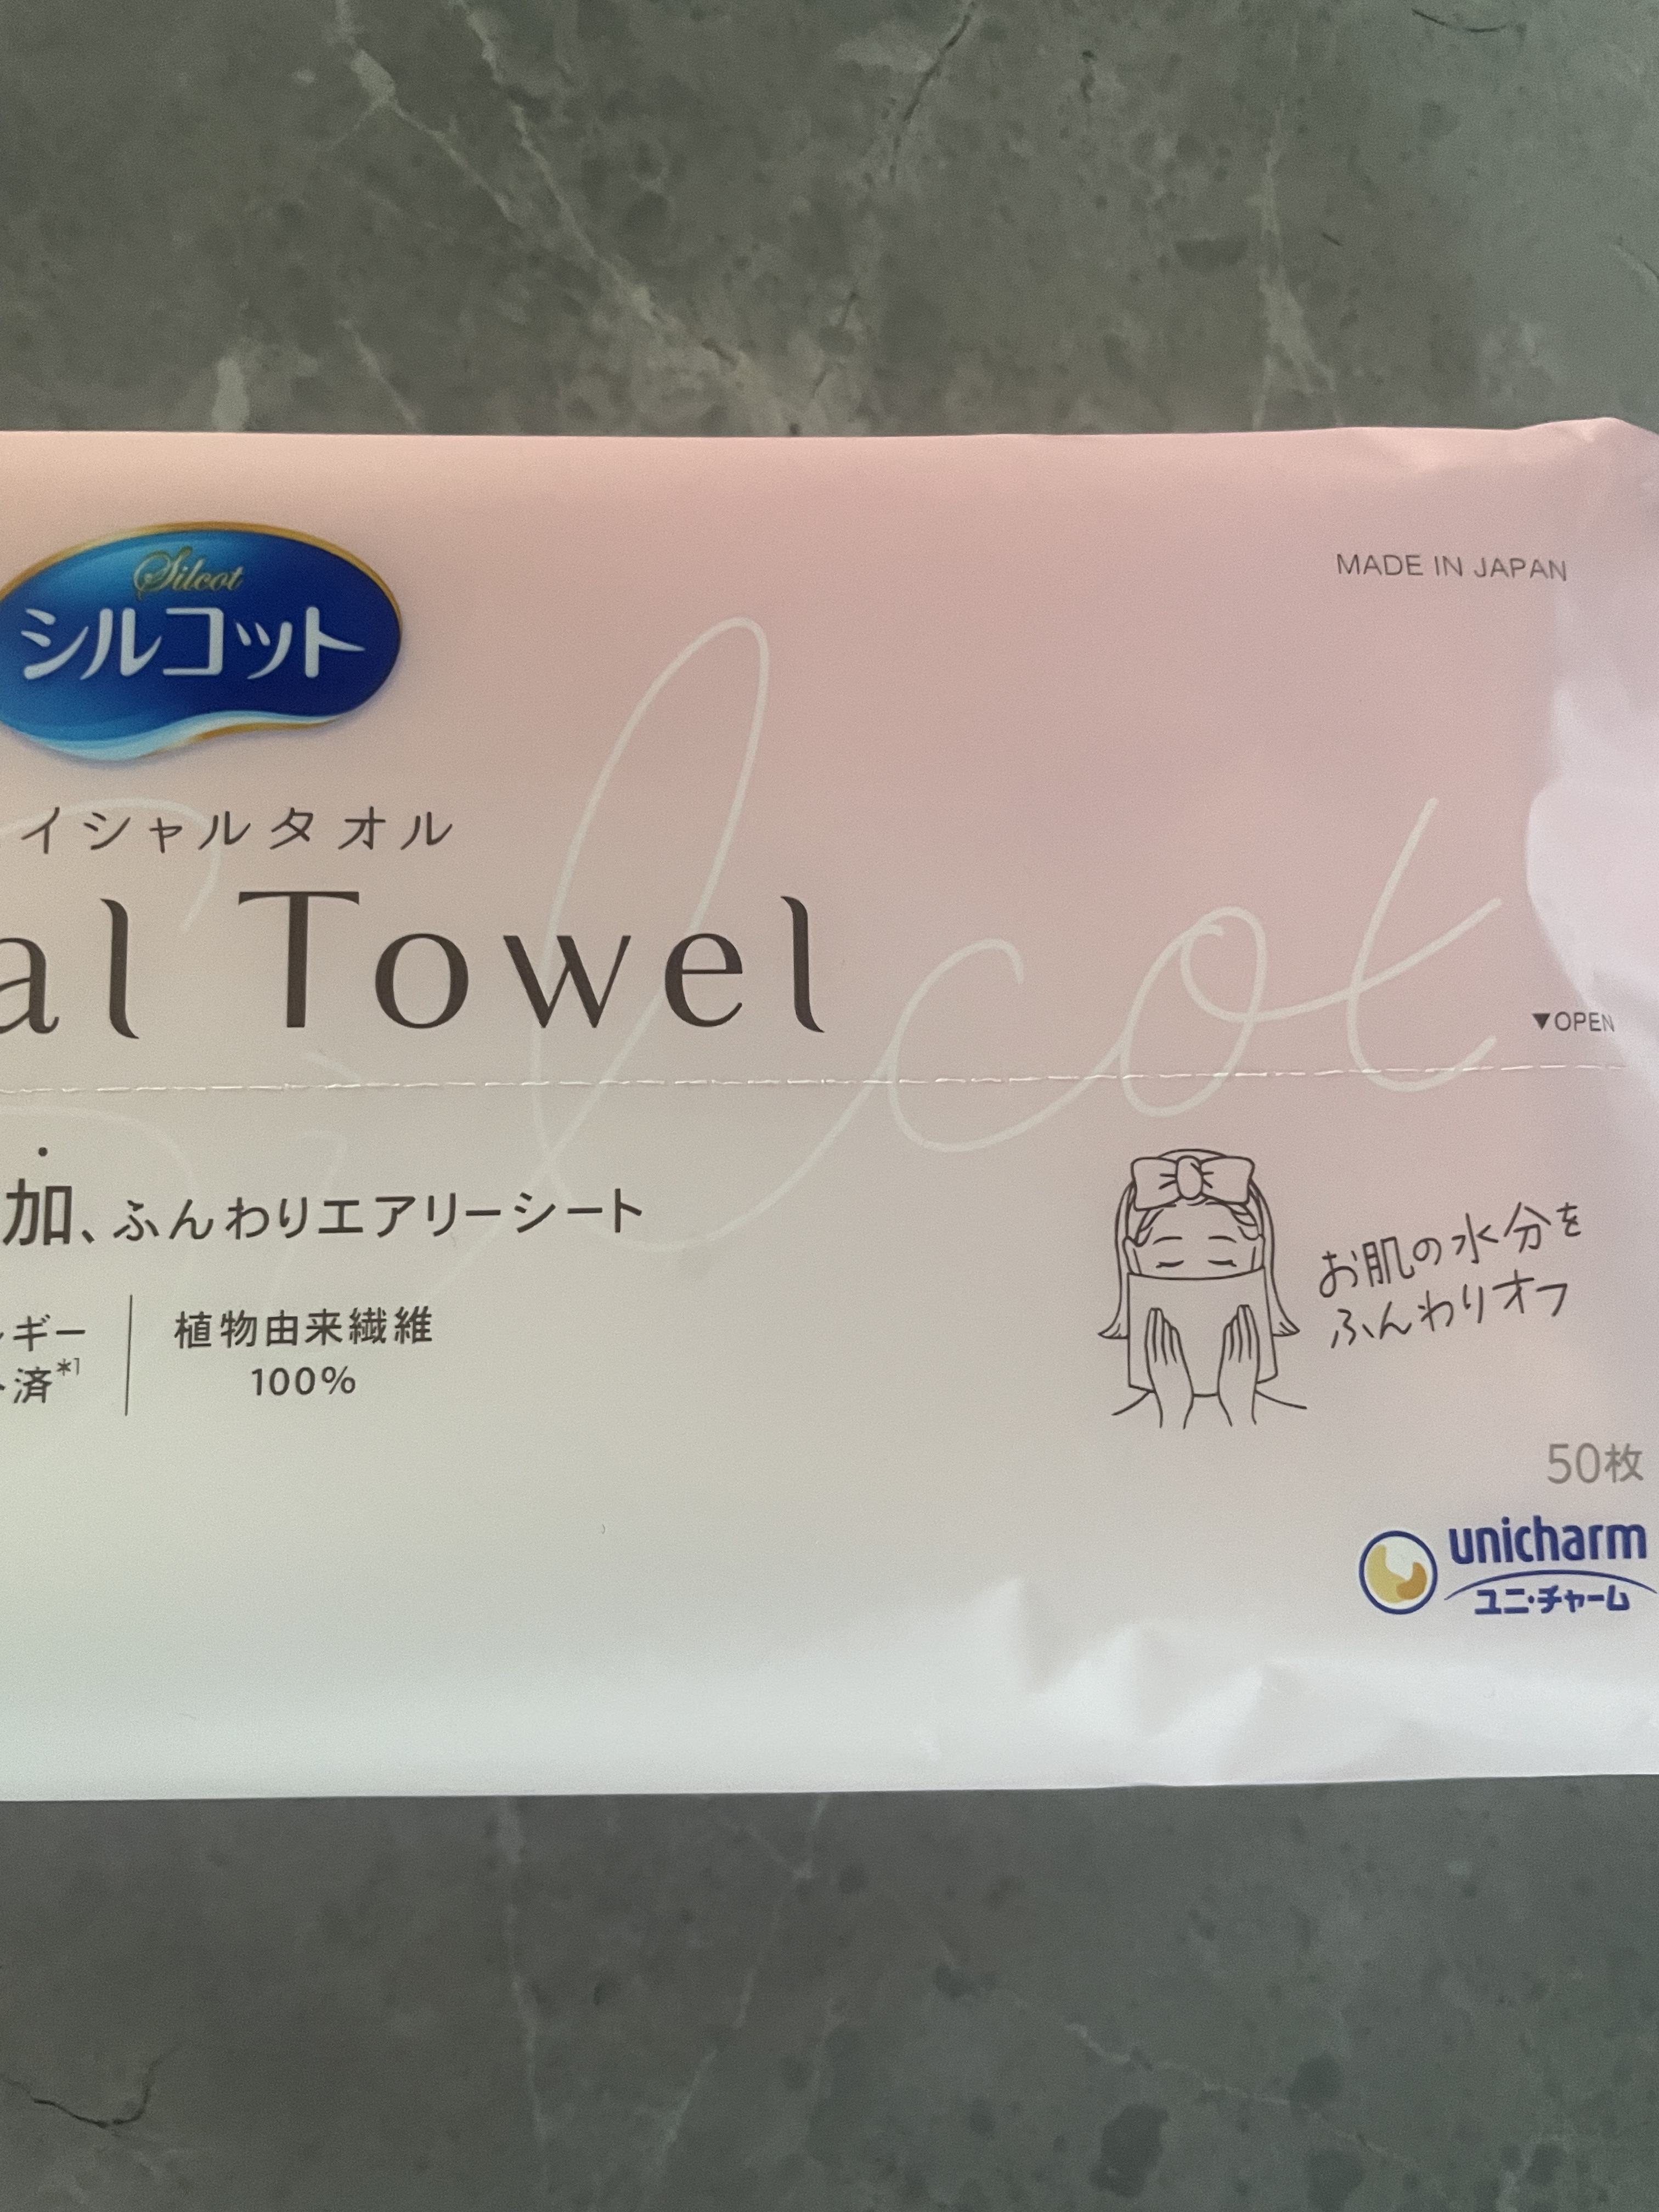 MADE IN JAPAN
Silcot
シルコット
イシャルタオル
al Towel
Silcot
▼OPEN
加、ふんわりエアリーシート
ルギー
済*1
植物由来繊維
100%
お肌の水分を
ふんわりオフ
50枚
unicharm
ユニ・チャーム